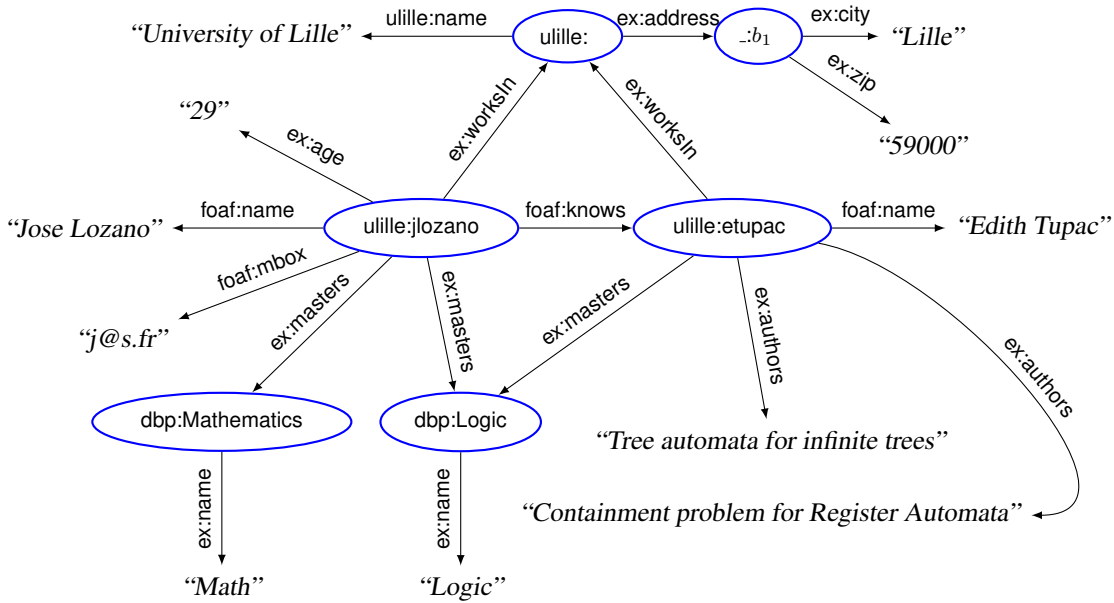 ulille:name
ex:address
ex:city
“University of Lille”
ulille:
_:b1
“Lille”
ex:zip
“29”
ex:age
ex:worksIn
ex:worksIn
“59000”
foaf:name
ulille:jlozano
foaf:knows
ulille:etupac
foaf:name
“Jose Lozano”
“Edith Tupac”
foaf:mbox
ex:masters
ex:masters
ex:masters
ex:authors
ex:authors
“j@s.fr”
dbp:Mathematics
dbp:Logic
“Tree automata for infinite trees”
ex:name
ex:name
“Containment problem for Register Automata”
“Math”
“Logic”